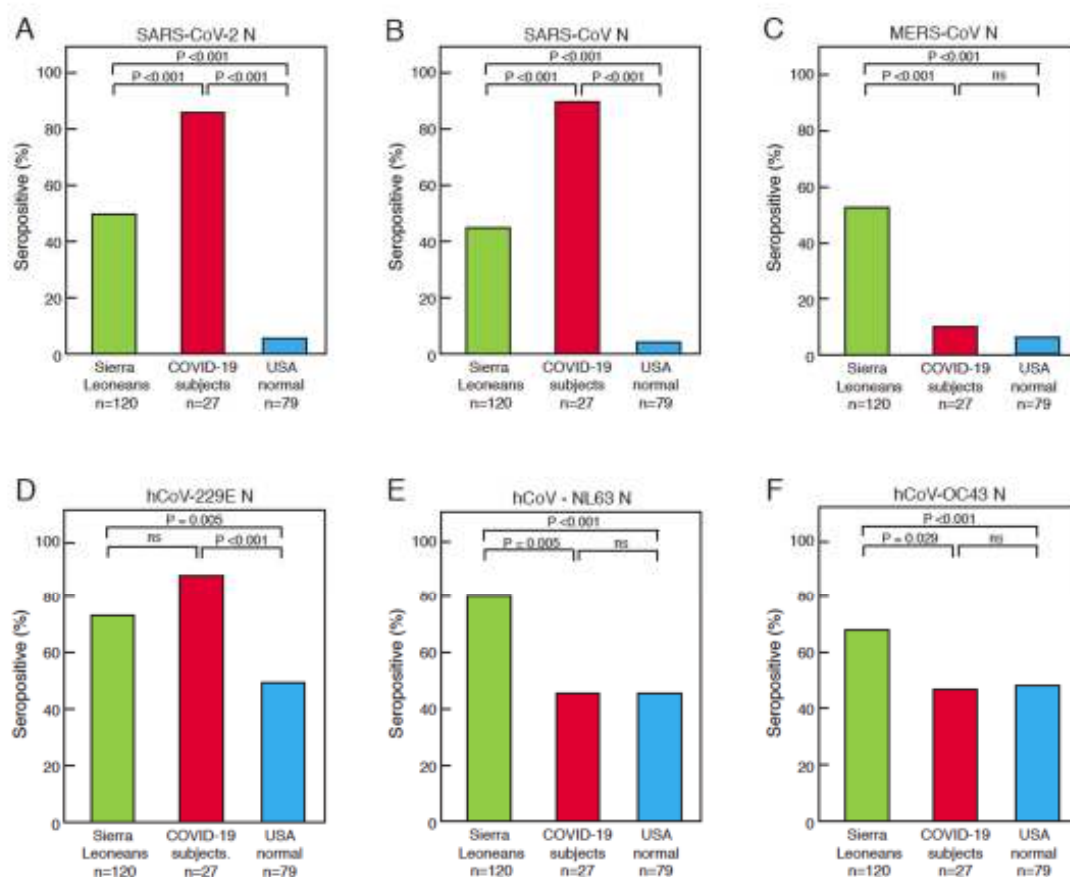 A
SARS-CoV-2 N
P <0.001
P <0.001 P <0.001
Seropositive (%)
100
80
60
40
20
0
Sierra Leoneans n=120
COVID-19 subjects n=27
USA normal n=79
B
SARS-CoV N
P <0.001
P <0.001 P <0.001
Seropositive (%)
100
80
60
40
20
0
Sierra Leoneans n=120
COVID-19 subjects n=27
USA normal n=79
C
MERS-CoV N
P <0.001
P <0.001 ns
Seropositive (%)
100
80
60
40
20
0
Sierra Leoneans n=120
COVID-19 subjects n=27
USA normal n=79
D
hCoV-229E N
P = 0.005
ns P <0.001
Seropositive (%)
100
80
60
40
20
0
Sierra Leoneans n=120
COVID-19 subjects. n=27
USA normal n=79
E
hCoV - NL63 N
P <0.001
P = 0.005 ns
Seropositive (%)
100
80
60
40
20
0
Sierra Leoneans n=120
COVID-19 subjects n=27
USA normal n=79
F
hCoV-OC43 N
P <0.001
P = 0.029 ns
Seropositive (%)
100
80
60
40
20
0
Sierra Leoneans n=120
COVID-19 subjects n=27
USA normal n=79